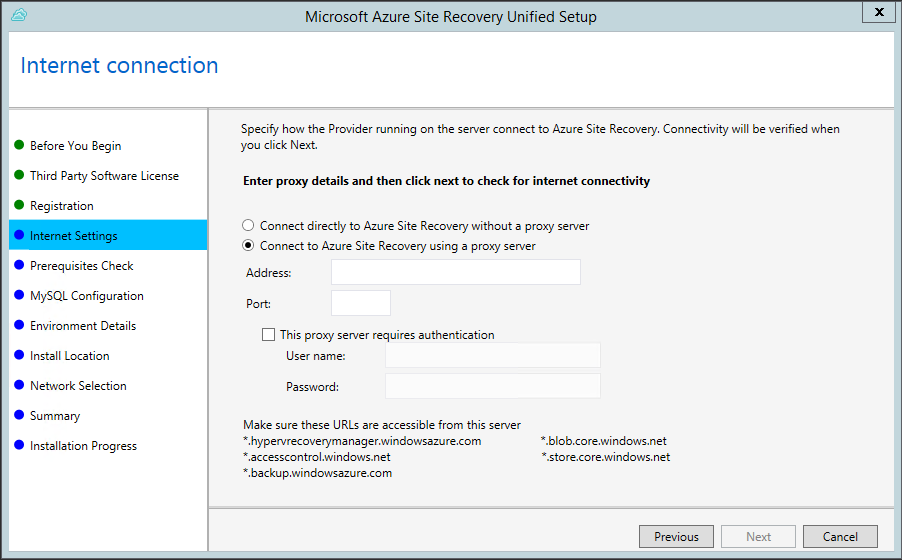 Microsoft Azure Site Recovery Unified Setup
x
Internet connection
Before You Begin
Third Party Software License
Registration
Internet Settings
Prerequisites Check
MySQL Configuration
Environment Details
Install Location
Network Selection
Summary
Installation Progress
Specify how the Provider running on the server connect to Azure Site Recovery. Connectivity will be verified when
you click Next.
Enter proxy details and then click next to check for internet connectivity
Connect directly to Azure Site Recovery without a proxy server
Connect to Azure Site Recovery using a proxy server
Address:
Port:
This proxy server requires authentication
User name:
Password:
Make sure these URLs are accessible from this server
*.hypervrecoverymanager.windowsazure.com *.blob.core.windows.net
*.accesscontrol.windows.net *.store.core.windows.net
*.backup.windowsazure.com
Previous Next Cancel